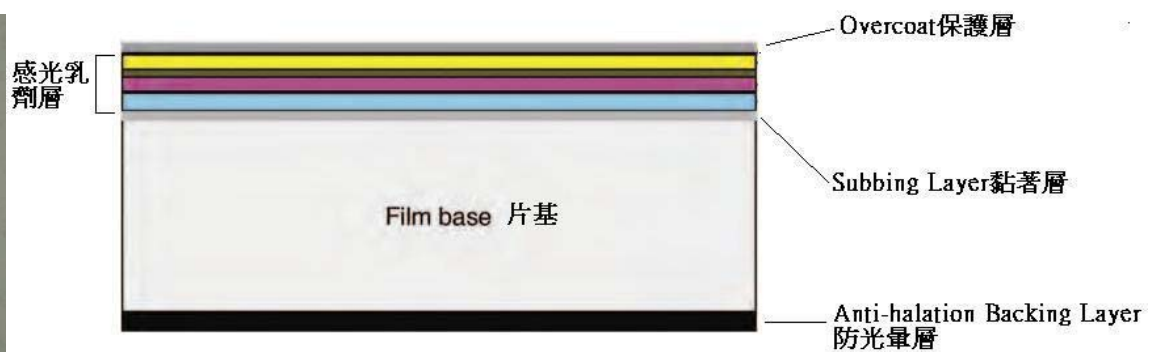 Overcoat保護層
感光乳
劑層
Subbing Layer黏著層
Film base 片基
Anti-halation Backing Layer
防光暈層